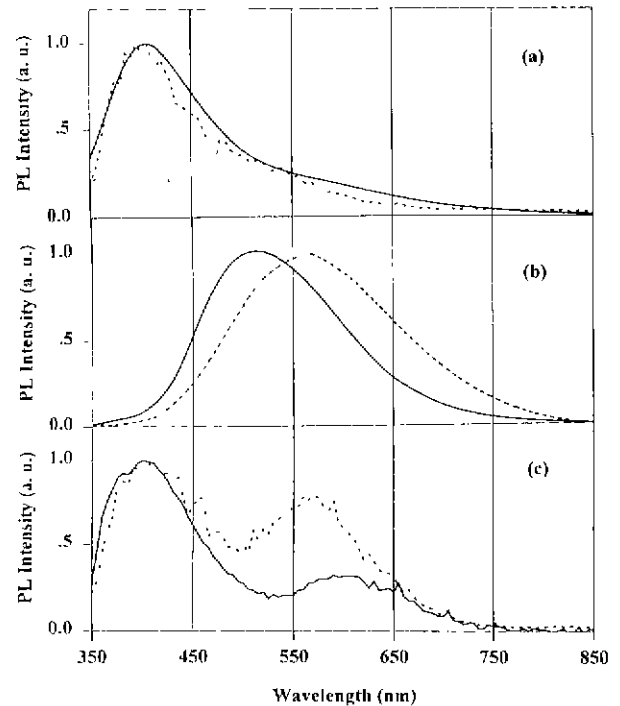 PL Intensity (a. u.)
1.0
.5
0.0
(a)
PL Intensity (a. u.)
1.0
.5
0.0
(b)
PL Intensity (a. u.)
1.0
.5
0.0
(c)
350 450 550 650 750 850
Wavelength (nm)